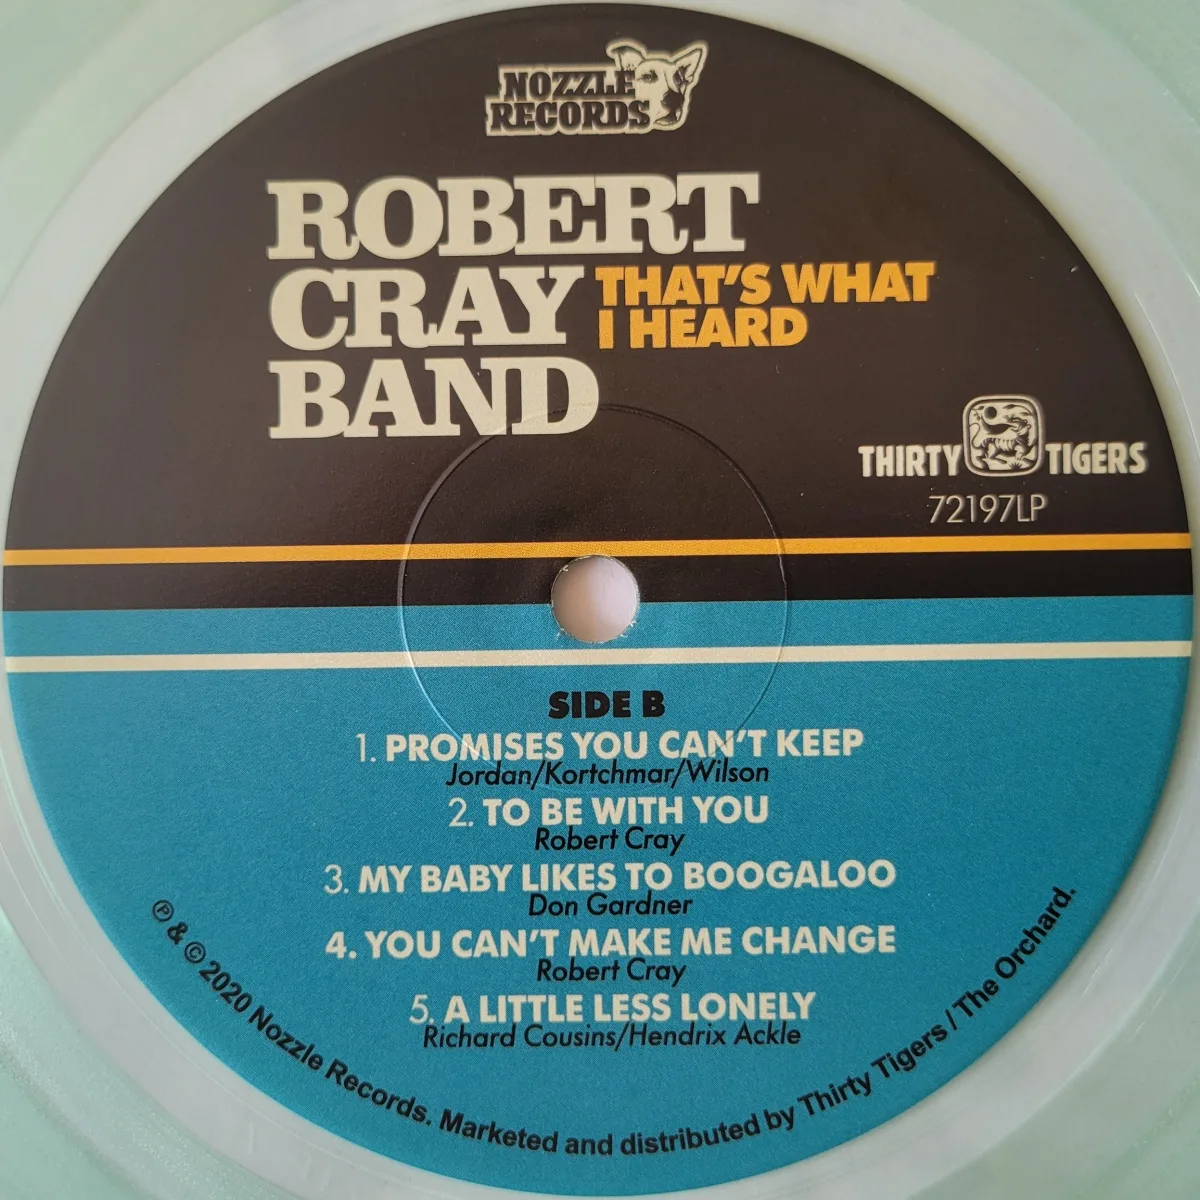 NOZZLE
RECORDS
ROBERT
CRAY
BAND
THAT'S WHAT
I HEARD
THIRTY TIGERS
72197LP
SIDE B
1. PROMISES YOU CAN'T KEEP
Jordan/Kortchmar/Wilson
2. TO BE WITH YOU
Robert Cray
3. MY BABY LIKES TO BOOGALOO
Don Gardner
4. YOU CAN'T MAKE ME CHANGE
Robert Cray
5. A LITTLE LESS LONELY
Richard Cousins/Hendrix Ackle
℗ & © 2020 Nozzle Records. Marketed and distributed by Thirty Tigers / The Orchard.